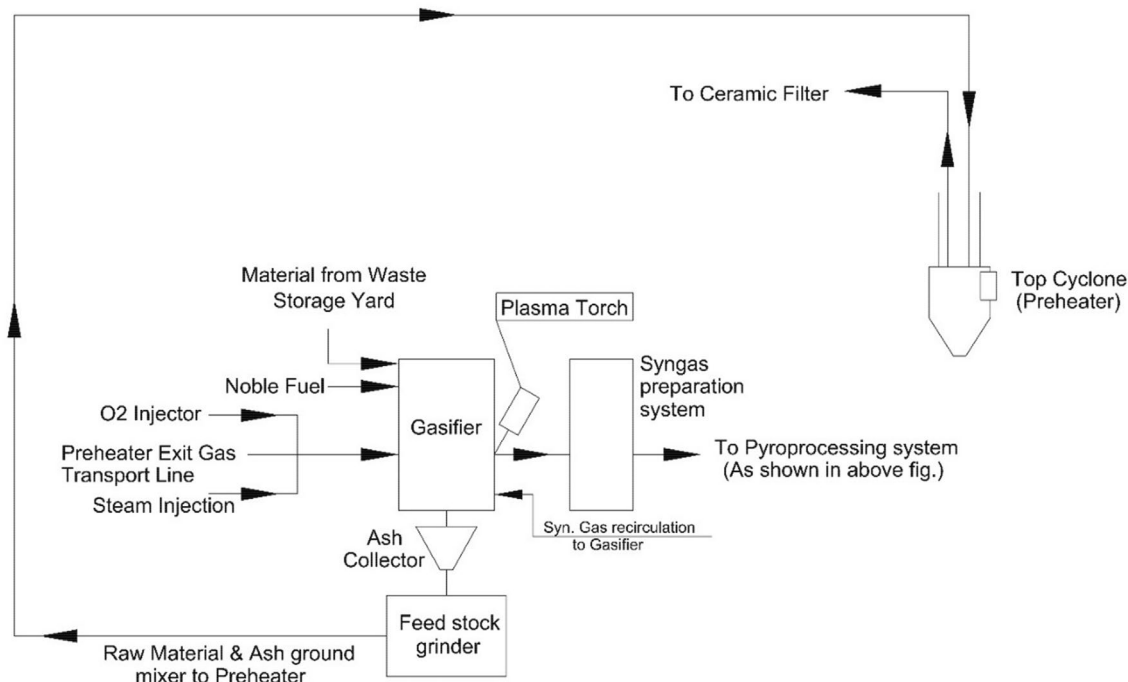 To Ceramic Filter
Top Cyclone
(Preheater)
Material from Waste
Storage Yard
Plasma Torch
Syngas
preparation
system
Noble Fuel
O2 Injector
Gasifier
Preheater Exit Gas
Transport Line
Steam Injection
To Pyroprocessing system
(As shown in above fig.)
Syn. Gas recirculation
to Gasifier
Ash
Collector
Feed stock
grinder
Raw Material & Ash ground
mixer to Preheater